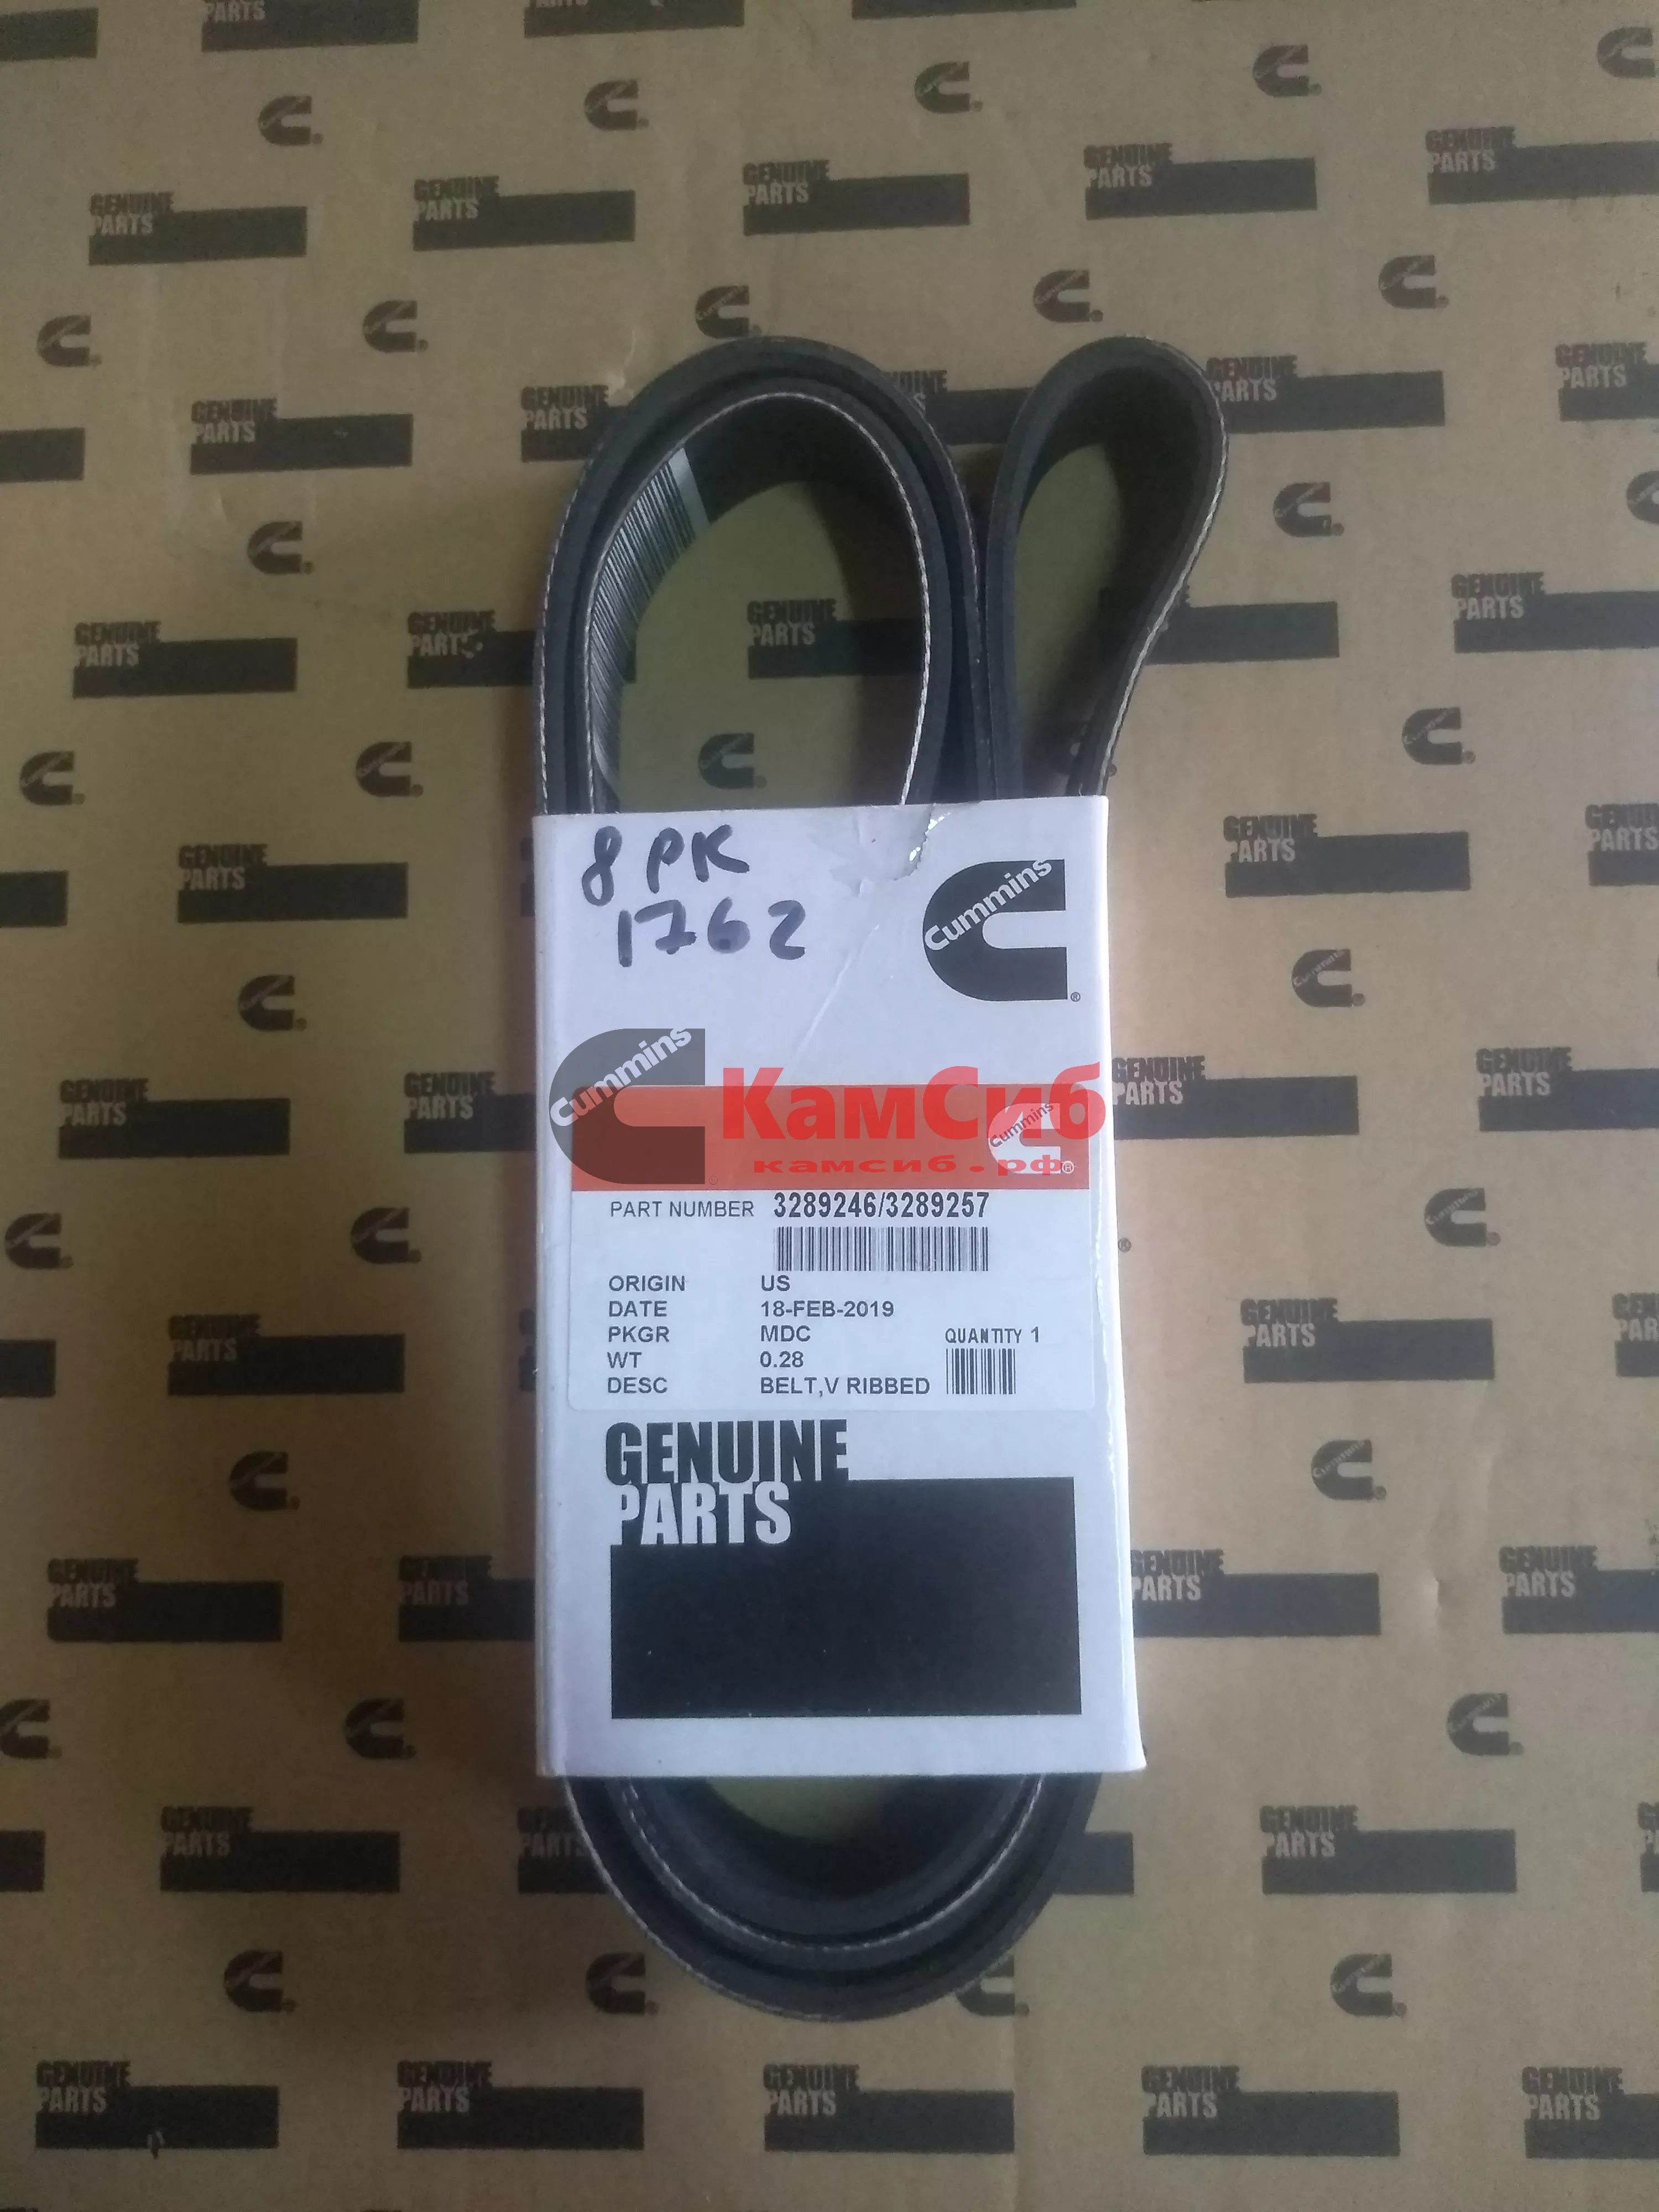 8 PK
1762
Cummins
Cummins
КамСиб
Cummins
камсиб.рф
PART NUMBER 3289246/3289257
ORIGIN US
DATE 18-FEB-2019
PKGR MDC QUANTITY 1
WT 0.28
DESC BELT,V RIBBED
GENUINE
PARTS